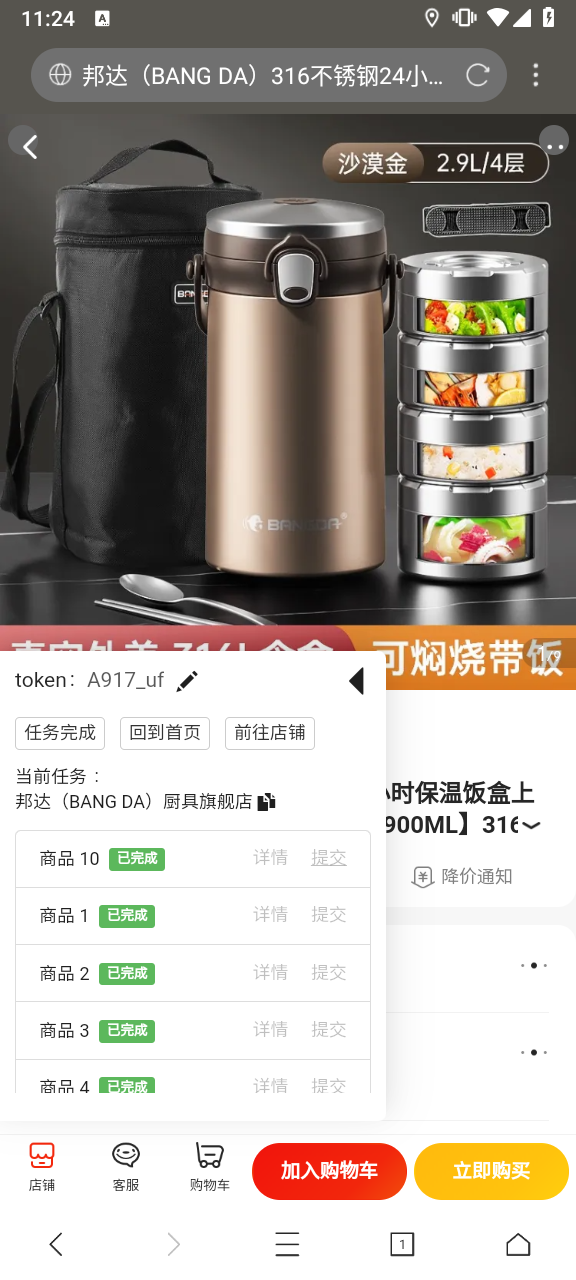 11:24
A
邦达（BANG DA）316不锈钢24小...
沙漠金 2.9L/4层
BANGDA
可焖烧带饭
token: A917_uf
任务完成 回到首页 前往店铺
当前任务：
邦达（BANG DA）厨具旗舰店
小时保温饭盒上
900ML】316
降价通知
商品 10 已完成 详情 提交
商品 1 已完成 详情 提交
商品 2 已完成 详情 提交
商品 3 已完成 详情 提交
商品 4 已完成 详情 提交
店铺 客服 购物车 加入购物车 立即购买
1